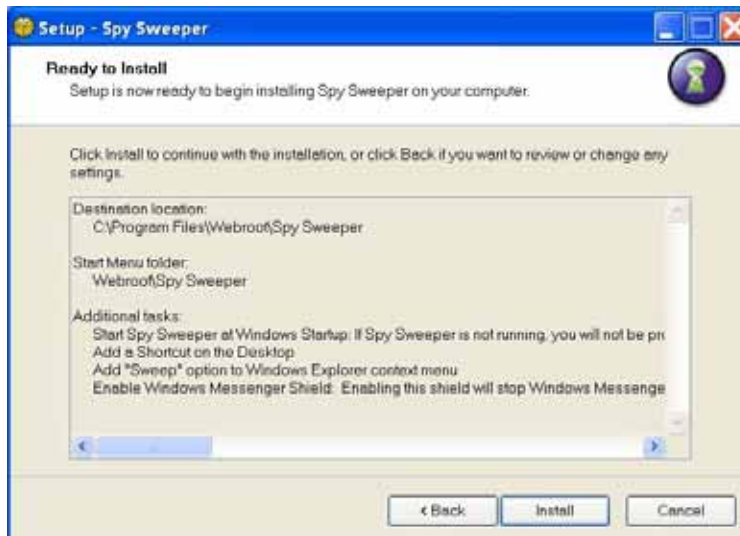 Setup - Spy Sweeper
Ready to Install
Setup is now ready to begin installing Spy Sweeper on your computer.
Click Install to continue with the installation, or click Back if you want to review or change any
settings.
Destination location:
C:\Program Files\Webroot\Spy Sweeper
Start Menu folder:
Webroot\Spy Sweeper
Additional tasks:
Start Spy Sweeper at Windows Startup: If Spy Sweeper is not running, you will not be pro
Add a Shortcut on the Desktop
Add "Sweep" option to Windows Explorer context menu
Enable Windows Messenger Shield: Enabling this shield will stop Windows Messenge
< Back
Install
Cancel